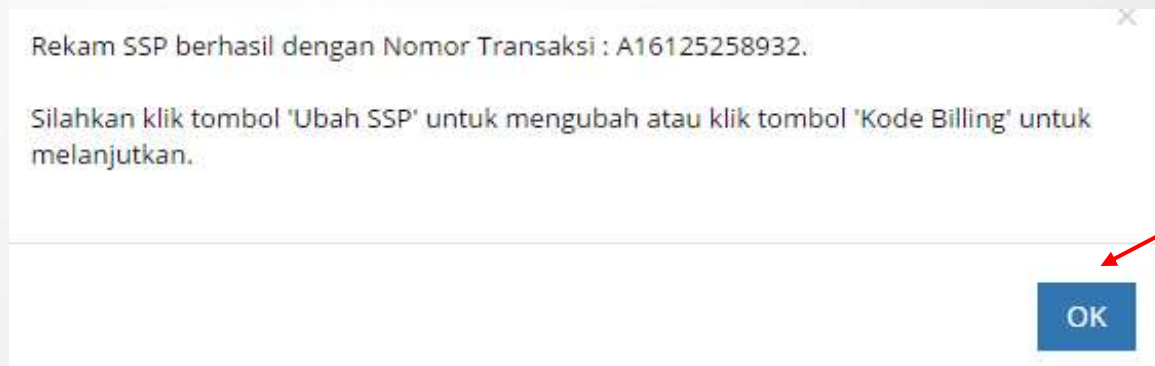 Rekam SSP berhasil dengan Nomor Transaksi : A16125258932.
Silahkan klik tombol 'Ubah SSP' untuk mengubah atau klik tombol 'Kode Billing' untuk
melanjutkan.
OK